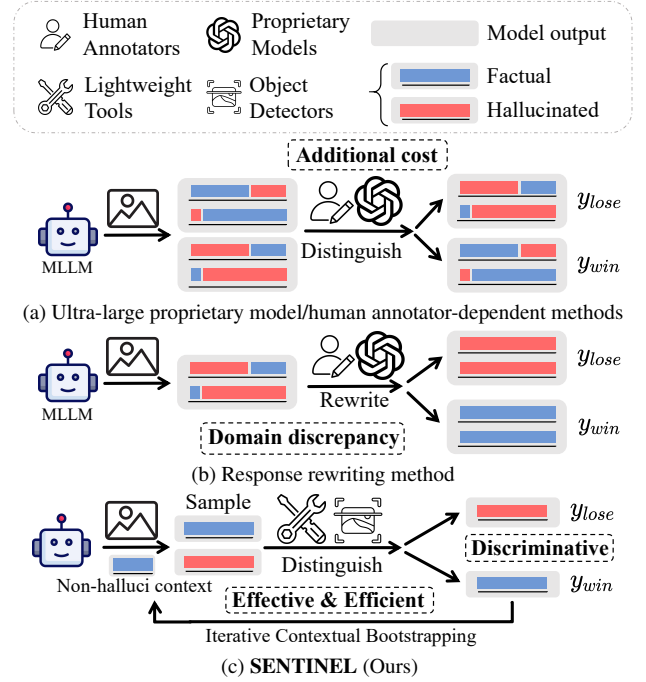 Human Annotators
Proprietary Models
Model output
Lightweight Tools
Object Detectors
Factual
Hallucinated
Additional cost
MLLM
Distinguish
y_lose
y_win
(a) Ultra-large proprietary model/human annotator-dependent methods
MLLM
Rewrite
y_lose
y_win
Domain discrepancy
(b) Response rewriting method
Sample
Non-halluci context
Distinguish
y_lose
Discriminative
y_win
Effective & Efficient
Iterative Contextual Bootstrapping
(c) SENTINEL (Ours)